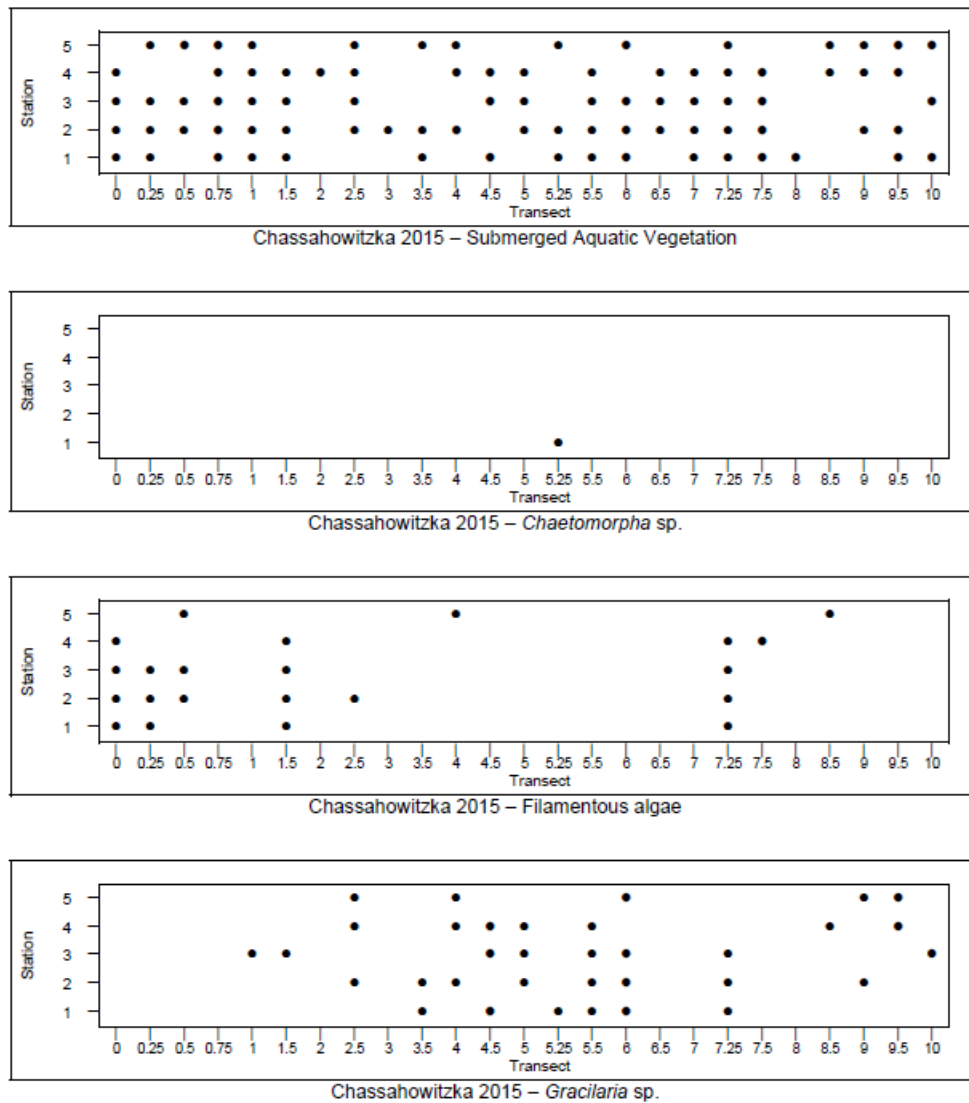 Station
5
4
3
2
1
0 0.25 0.5 0.75 1 1.5 2 2.5 3 3.5 4 4.5 5 5.25 5.5 6 6.5 7 7.25 7.5 8 8.5 9 9.5 10
Transect
Chassahowitzka 2015 – Submerged Aquatic Vegetation
Station
5
4
3
2
1
0 0.25 0.5 0.75 1 1.5 2 2.5 3 3.5 4 4.5 5 5.25 5.5 6 6.5 7 7.25 7.5 8 8.5 9 9.5 10
Transect
Chassahowitzka 2015 – Chaetomorpha sp.
Station
5
4
3
2
1
0 0.25 0.5 0.75 1 1.5 2 2.5 3 3.5 4 4.5 5 5.25 5.5 6 6.5 7 7.25 7.5 8 8.5 9 9.5 10
Transect
Chassahowitzka 2015 – Filamentous algae
Station
5
4
3
2
1
0 0.25 0.5 0.75 1 1.5 2 2.5 3 3.5 4 4.5 5 5.25 5.5 6 6.5 7 7.25 7.5 8 8.5 9 9.5 10
Transect
Chassahowitzka 2015 – Gracilaria sp.